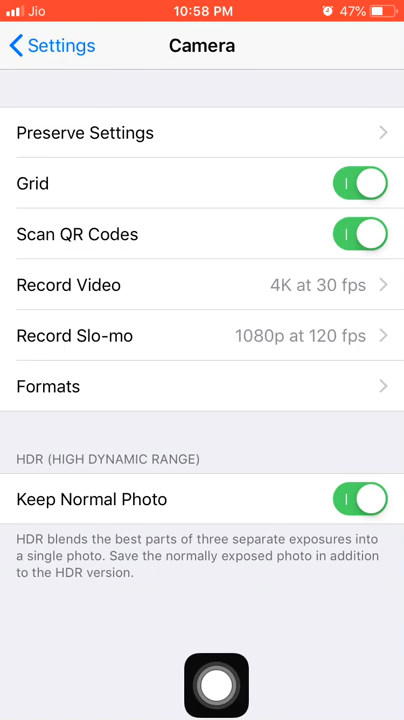 Jio 10:58 PM 47%
Settings Camera
Preserve Settings
Grid
Scan QR Codes
Record Video 4K at 30 fps
Record Slo-mo 1080p at 120 fps
Formats
HDR (HIGH DYNAMIC RANGE)
Keep Normal Photo
HDR blends the best parts of three separate exposures into
a single photo. Save the normally exposed photo in addition
to the HDR version.